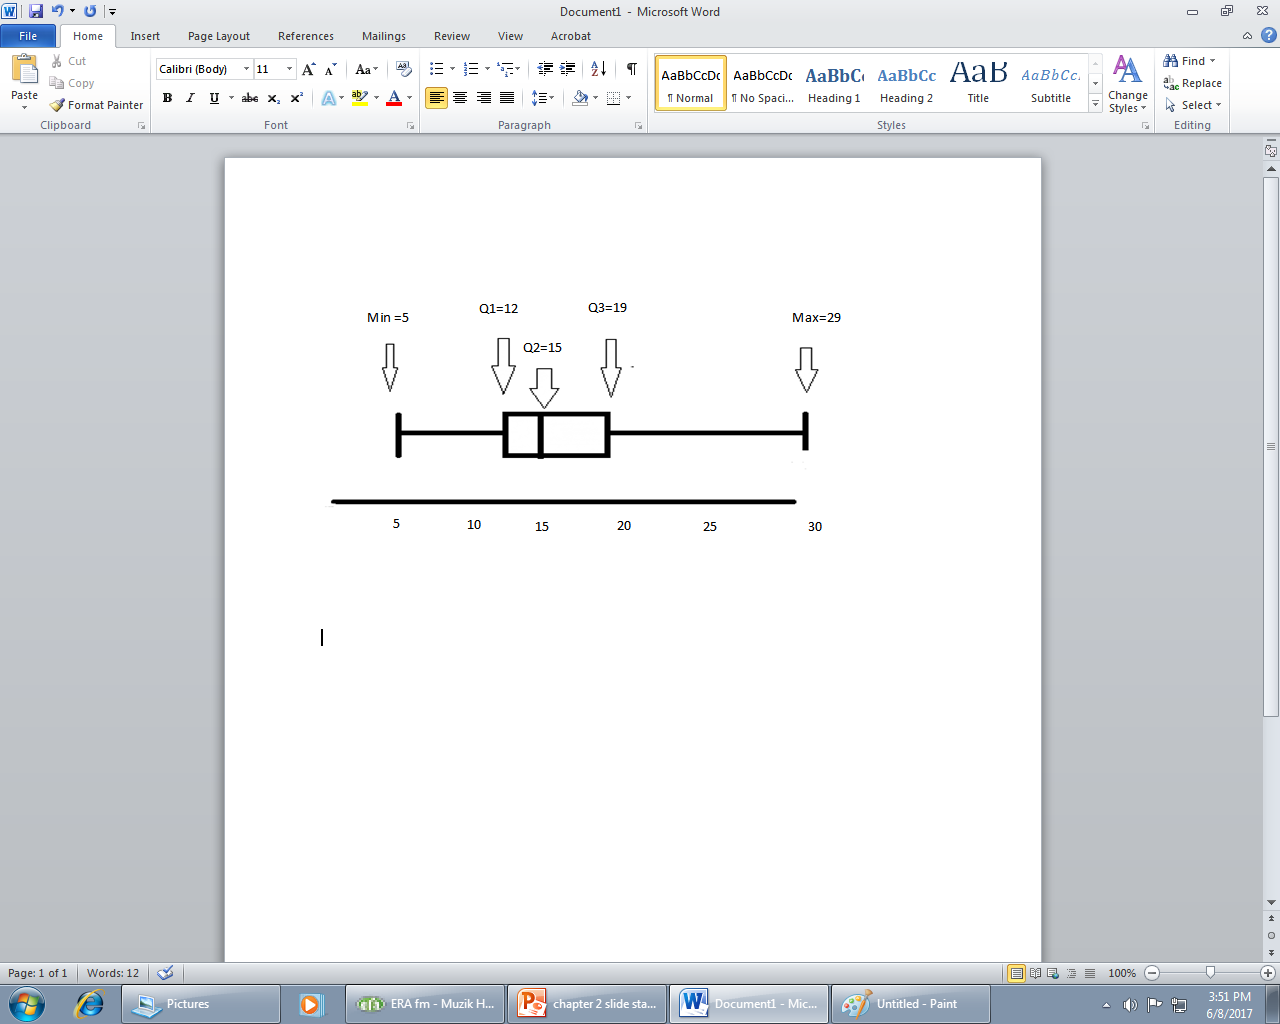 Document1 - Microsoft Word
File Home Insert Page Layout References Mailings Review View Acrobat
Paste
Cut
Copy
Format Painter
Clipboard
Calibri (Body) 11
Font
Paragraph
AaBbCcDc AaBbCcDc AaBbCc AaBbCc AaB AaBbCc.
¶ Normal ¶ No Spaci... Heading 1 Heading 2 Title Subtitle
Change Styles
Styles
Find
Replace
Select
Editing
Min =5
Q1=12
Q2=15
Q3=19
Max=29
5 10 15 20 25 30
Page: 1 of 1 Words: 12 100%
Pictures ERA fm - Muzik H... chapter 2 slide sta... Document1 - Mic... Untitled - Paint
3:51 PM
6/8/2017